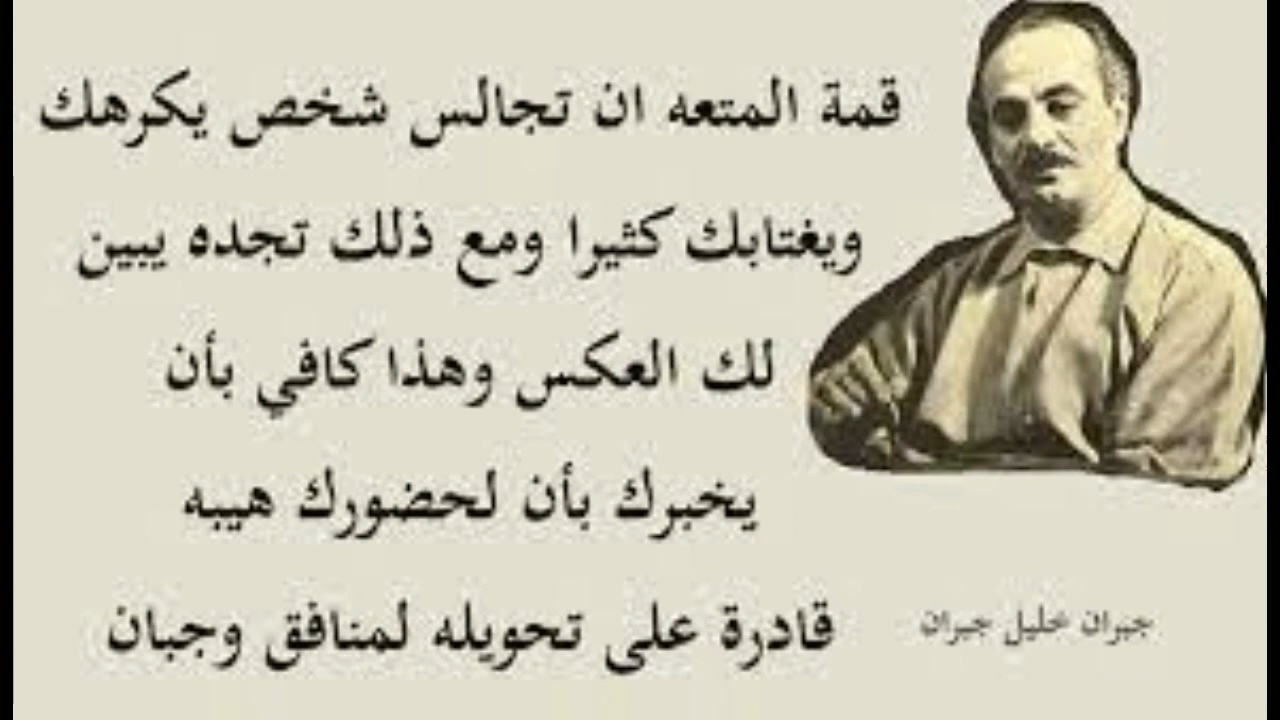 قمة المتعه ان تجالس شخص يكرهك
ويغتابك كثيرا ومع ذلك تجده يبين
لك العكس وهذا كافي بأن
يخبرك بأن لحضورك هيبه
قادرة على تحويله لمنافق وجبان
جبران خليل جبران